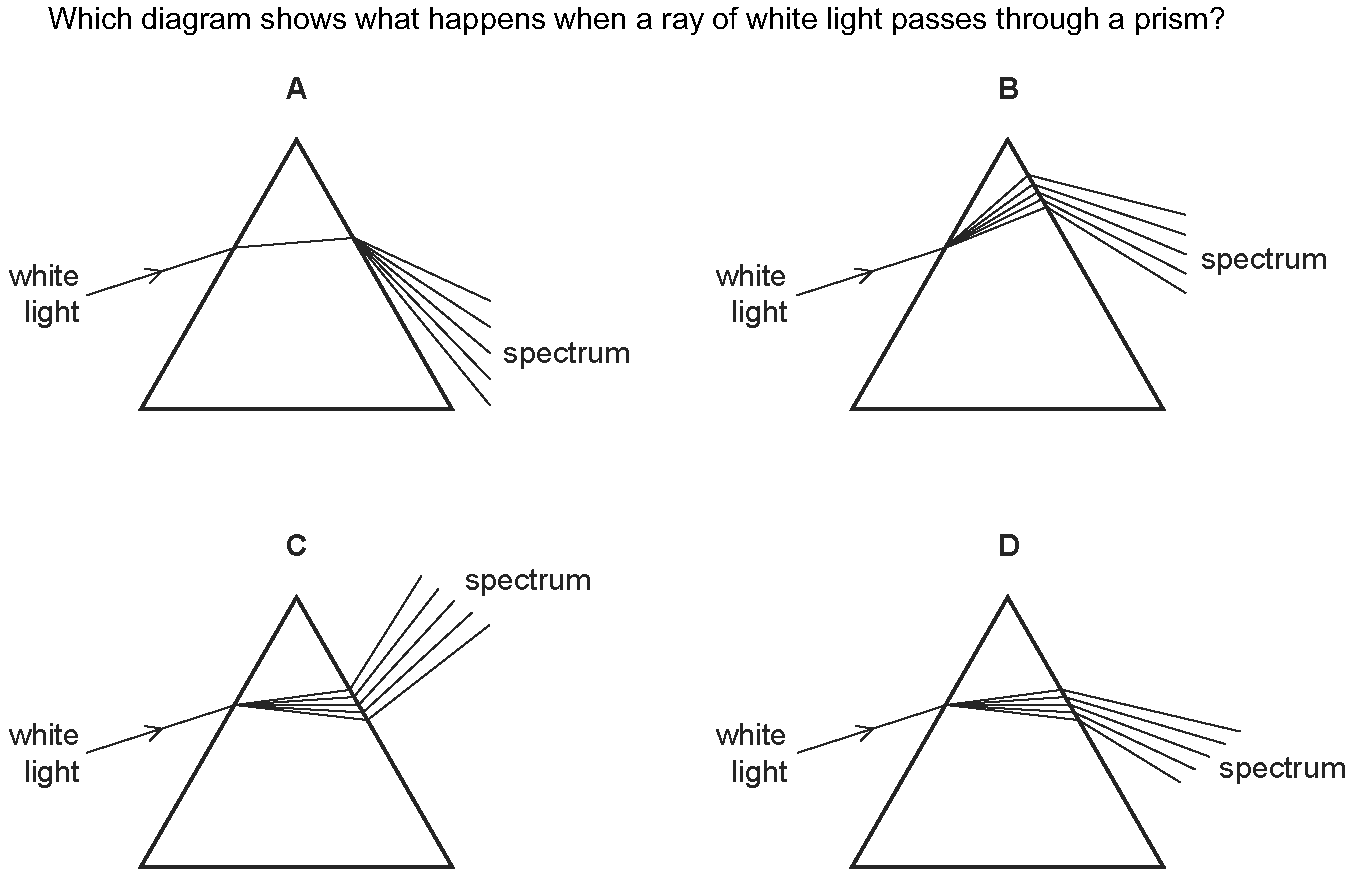 Which diagram shows what happens when a ray of white light passes through a prism?
A
white
light
spectrum
B
white
light
spectrum
C
spectrum
white
light
D
white
light
spectrum